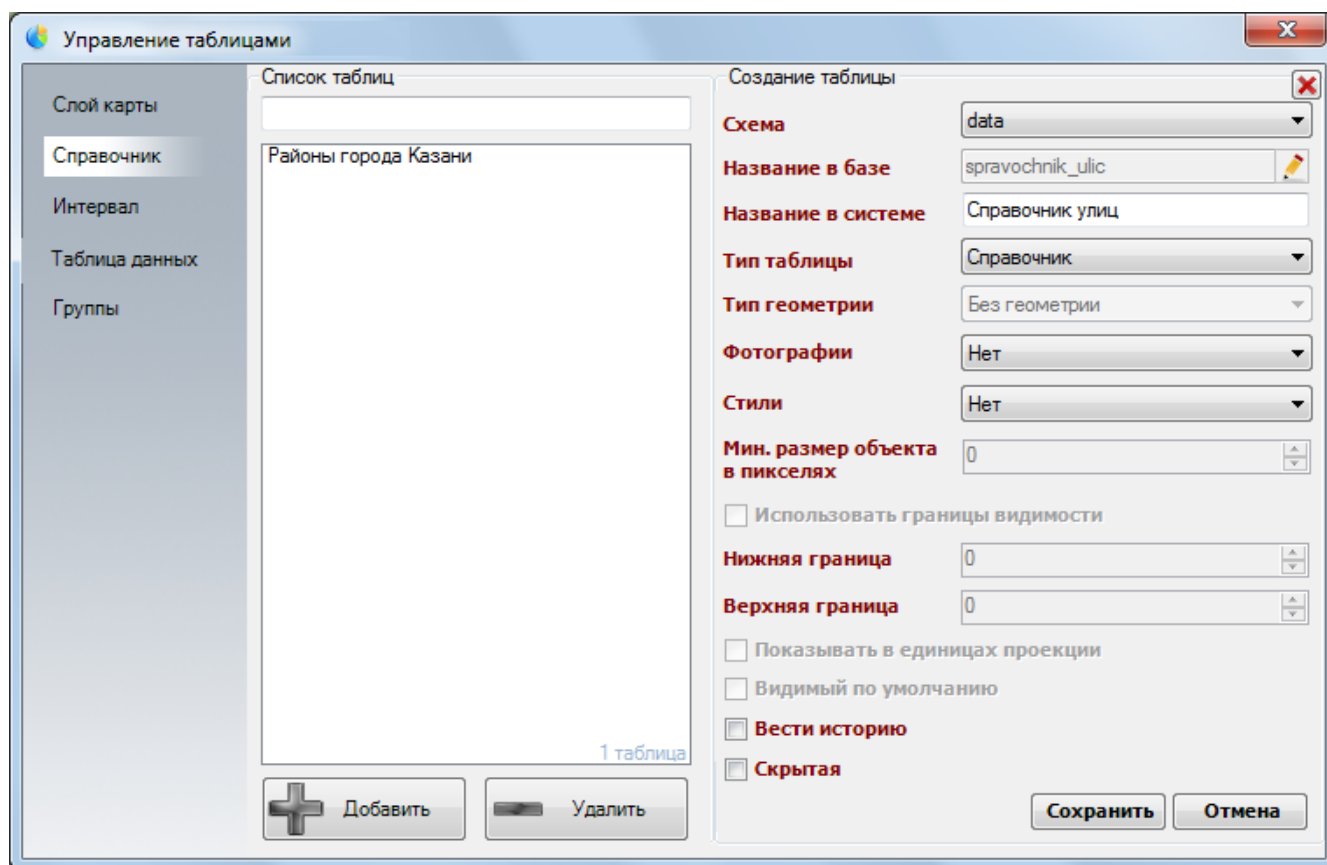 Управление таблицами
Слой карты
Справочник
Интервал
Таблица данных
Группы
Список таблиц
Районы города Казани
1 таблица
Добавить
Удалить
Создание таблицы
Схема
data
Название в базе
spravochnik_ulic
Название в системе
Справочник улиц
Тип таблицы
Справочник
Тип геометрии
Без геометрии
Фотографии
Нет
Стили
Нет
Мин. размер объекта
в пикселях
0
Использовать границы видимости
Нижняя граница
0
Верхняя граница
0
Показывать в единицах проекции
Видимый по умолчанию
Вести историю
Скрытая
Сохранить
Отмена